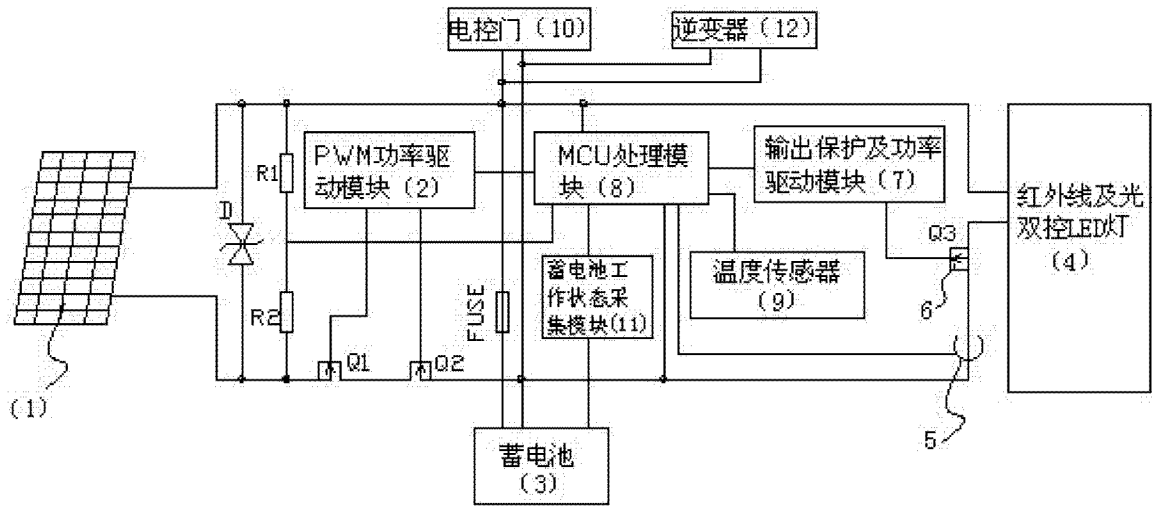 电控门(10)
逆变器(12)
PWM功率驱
动模块(2)
MCU处理模
块(8)
输出保护及功率
驱动模块(7)
红外线及光
双控LED灯
(4)
R1
D
R2
Q1
Q2
FUSE
蓄电池工
作状态采
集模块(11)
温度传感器
(9)
Q3
6
5
(1)
蓄电池
(3)